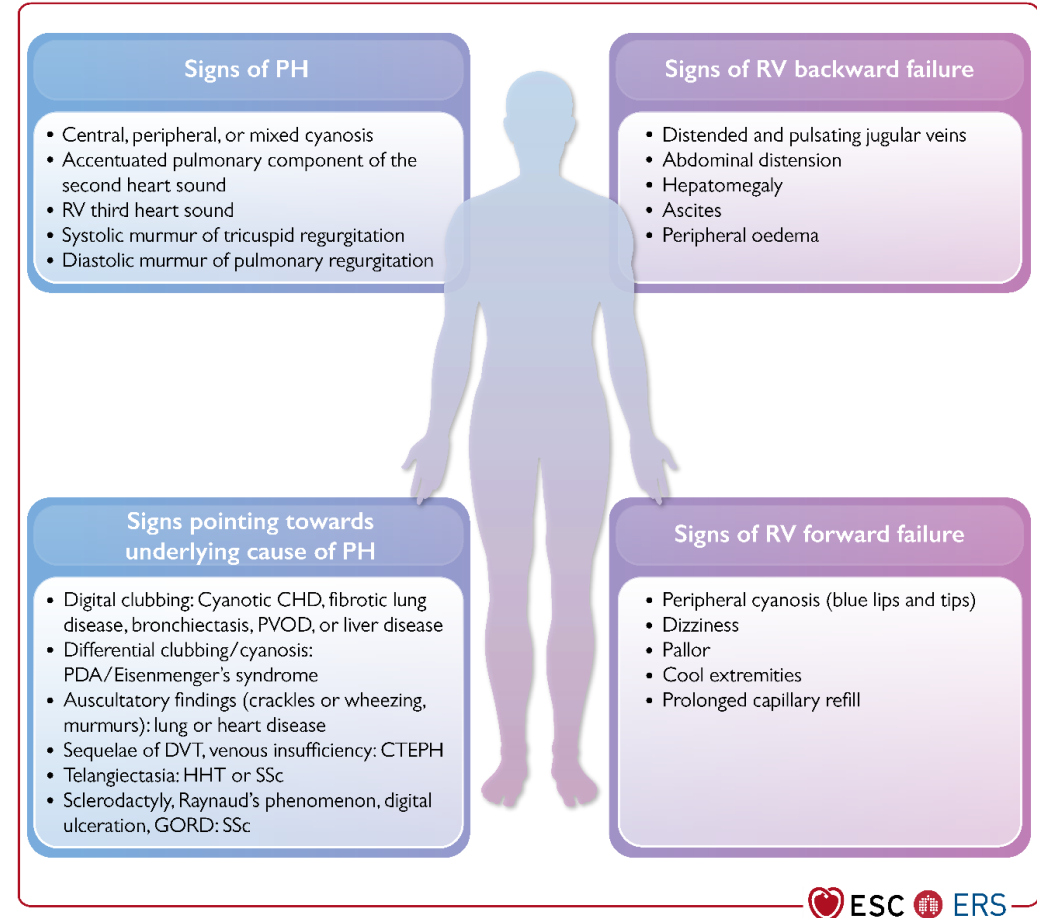 Signs of PH
• Central, peripheral, or mixed cyanosis
• Accentuated pulmonary component of the
second heart sound
• RV third heart sound
• Systolic murmur of tricuspid regurgitation
• Diastolic murmur of pulmonary regurgitation
Signs of RV backward failure
• Distended and pulsating jugular veins
• Abdominal distension
• Hepatomegaly
• Ascites
• Peripheral oedema
Signs pointing towards
underlying cause of PH
• Digital clubbing: Cyanotic CHD, fibrotic lung
disease, bronchiectasis, PVOD, or liver disease
• Differential clubbing/cyanosis:
PDA/Eisenmenger's syndrome
• Auscultatory findings (crackles or wheezing,
murmurs): lung or heart disease
• Sequelae of DVT, venous insufficiency: CTEPH
• Telangiectasia: HHT or SSc
• Sclerodactyly, Raynaud's phenomenon, digital
ulceration, GORD: SSc
Signs of RV forward failure
• Peripheral cyanosis (blue lips and tips)
• Dizziness
• Pallor
• Cool extremities
• Prolonged capillary refill
ESC ERS